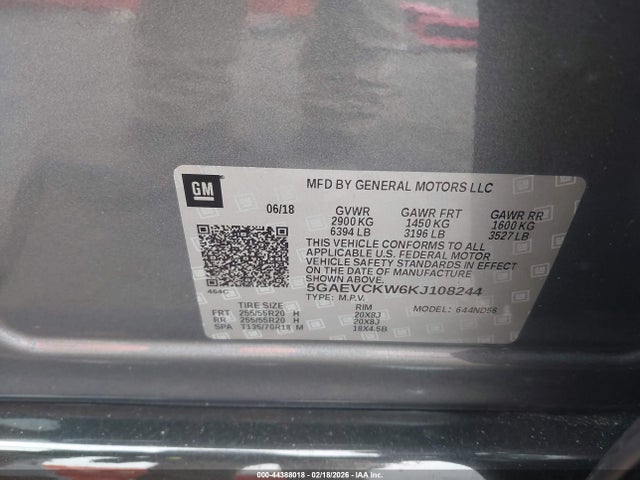 GM
MFD BY GENERAL MOTORS LLC
06/18
GVWR
2900 KG
6394 LB
GAWR FRT
1450 KG
3196 LB
GAWR RR
1600 KG
3527 LB
THIS VEHICLE CONFORMS TO ALL
APPLICABLE U.S. FEDERAL MOTOR
VEHICLE SAFETY STANDARDS IN EFFECT
ON THE DATE OF MANUFACTURE SHOWN
ABOVE.
5GAEVCKW6KJ108244
464C
TYPE: M.P.V.
MODEL: 644ND56
TIRE SIZE RIM
FRT 255/55R20 H 20X8J
RR 255/55R20 H 20X8J
SPA T135/70R18 M 18X4.5B
000-44388018 - 02/18/2026 - IAAI.COM